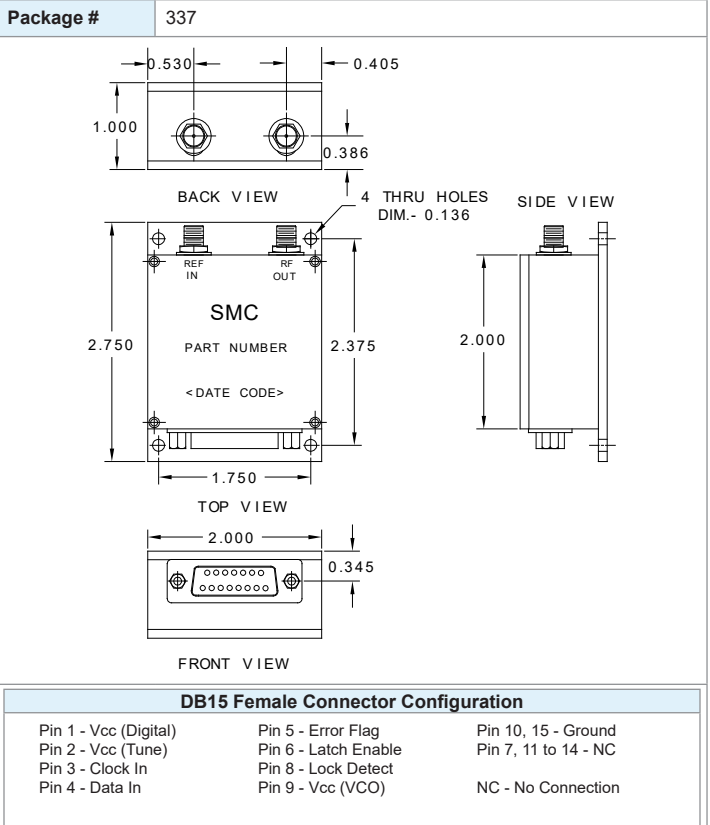 Package # 337
0.530 0.405
1.000
0.386
BACK VIEW
4 THRU HOLES
DIM.- 0.136
SIDE VIEW
REF
IN
RF
OUT
SMC
2.750
PART NUMBER
2.375
2.000
<DATE CODE>
1.750
TOP VIEW
2.000
0.345
FRONT VIEW
DB15 Female Connector Configuration
Pin 1 - Vcc (Digital)
Pin 2 - Vcc (Tune)
Pin 3 - Clock In
Pin 4 - Data In
Pin 5 - Error Flag
Pin 6 - Latch Enable
Pin 8 - Lock Detect
Pin 9 - Vcc (VCO)
Pin 10, 15 - Ground
Pin 7, 11 to 14 - NC
NC - No Connection